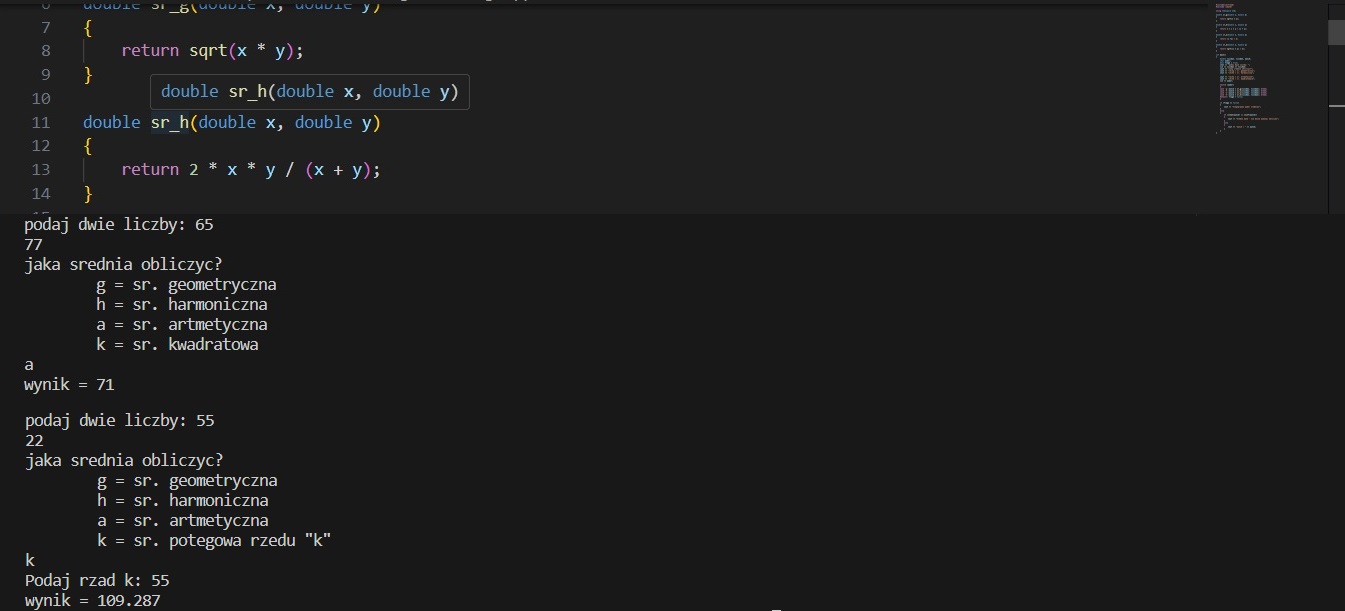 double sr_g(double x, double y)
7
{
8
return sqrt(x * y);
9
}
10
double sr_h(double x, double y)
11
double sr_h(double x, double y)
12
{
13
return 2 * x * y / (x + y);
14
}
podaj dwie liczby: 65
77
jaka srednia obliczyc?
g = sr. geometryczna
h = sr. harmoniczna
a = sr. artmetyczna
k = sr. kwadratowa
a
wynik = 71
podaj dwie liczby: 55
22
jaka srednia obliczyc?
g = sr. geometryczna
h = sr. harmoniczna
a = sr. artmetyczna
k = sr. potegowa rzedu "k"
k
Podaj rzad k: 55
wynik = 109.287